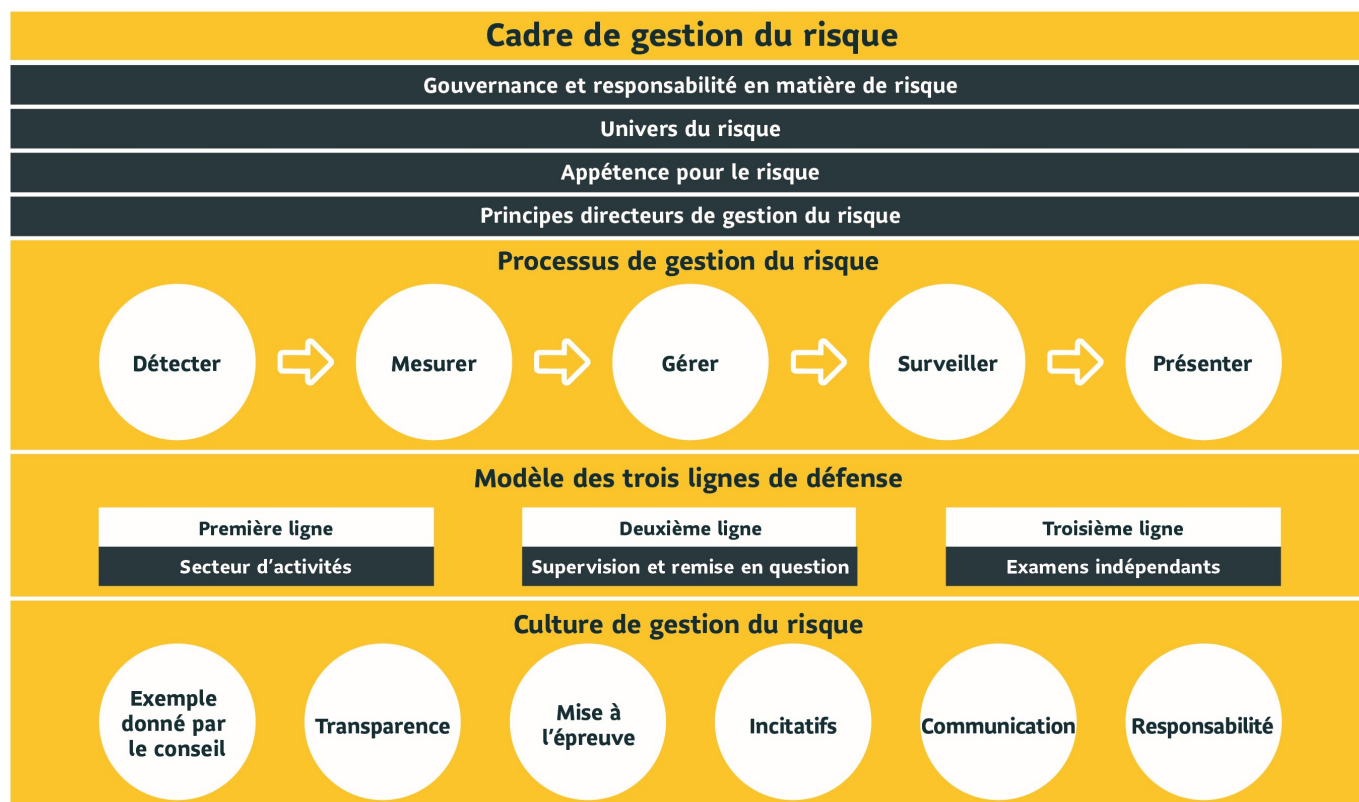 Cadre de gestion du risque
Gouvernance et responsabilité en matière de risque
Univers du risque
Appétence pour le risque
Principes directeurs de gestion du risque
Processus de gestion du risque
Détecter
Mesurer
Gérer
Surveiller
Présenter
Modèle des trois lignes de défense
Première ligne
Secteur d'activités
Deuxième ligne
Supervision et remise en question
Troisième ligne
Examens indépendants
Culture de gestion du risque
Exemple
donné par
le conseil
Transparence
Mise à
l'épreuve
Incitatifs
Communication
Responsabilité